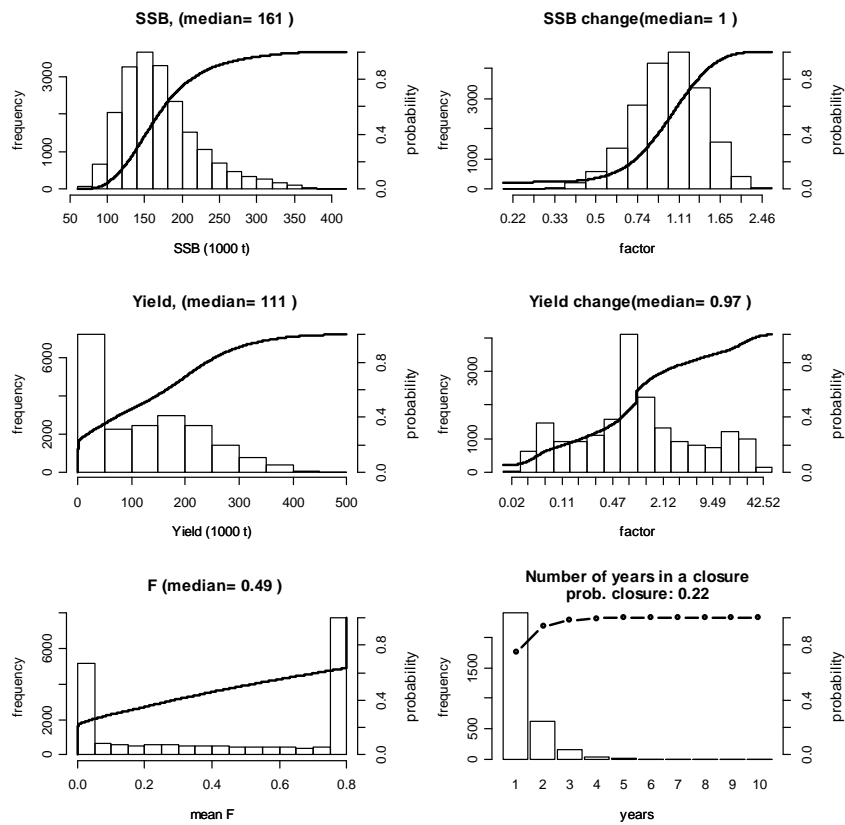 SSB, (median= 161 )
frequency
0 1000 3000
50 100 150 200 250 300 350 400
0.0 0.4 0.8
probability
SSB (1000 t)
SSB change(median= 1 )
frequency
0 1000 3000
0.22 0.33 0.5 0.74 1.11 1.65 2.46
0.0 0.4 0.8
probability
factor
Yield, (median= 111 )
frequency
0 2000 6000
0 100 200 300 400 500
0.0 0.4 0.8
probability
Yield (1000 t)
Yield change(median= 0.97 )
frequency
0 1000 3000
0.02 0.11 0.47 2.12 9.49 42.52
0.0 0.4 0.8
probability
factor
F (median= 0.49 )
frequency
0 2000 6000
0.0 0.2 0.4 0.6 0.8
0.0 0.4 0.8
probability
mean F
Number of years in a closure
prob. closure: 0.22
frequency
0 500 1500
1 2 3 4 5 6 7 8 9 10
0.0 0.4 0.8
probability
years